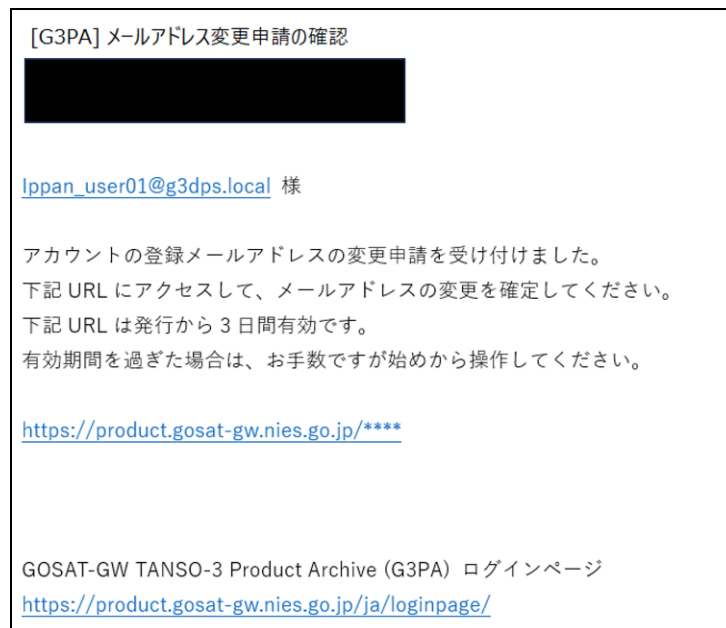 [G3PA] メールアドレス変更申請の確認
Ippan_user01@g3dps.local 様
アカウントの登録メールアドレスの変更申請を受け付けました。
下記 URL にアクセスして、メールアドレスの変更を確定してください。
下記 URL は発行から 3 日間有効です。
有効期間を過ぎた場合は、お手数ですが始めから操作してください。
https://product.gosat-gw.nies.go.jp/****
GOSAT-GW TANSO-3 Product Archive (G3PA) ログインページ
https://product.gosat-gw.nies.go.jp/ja/loginpage/